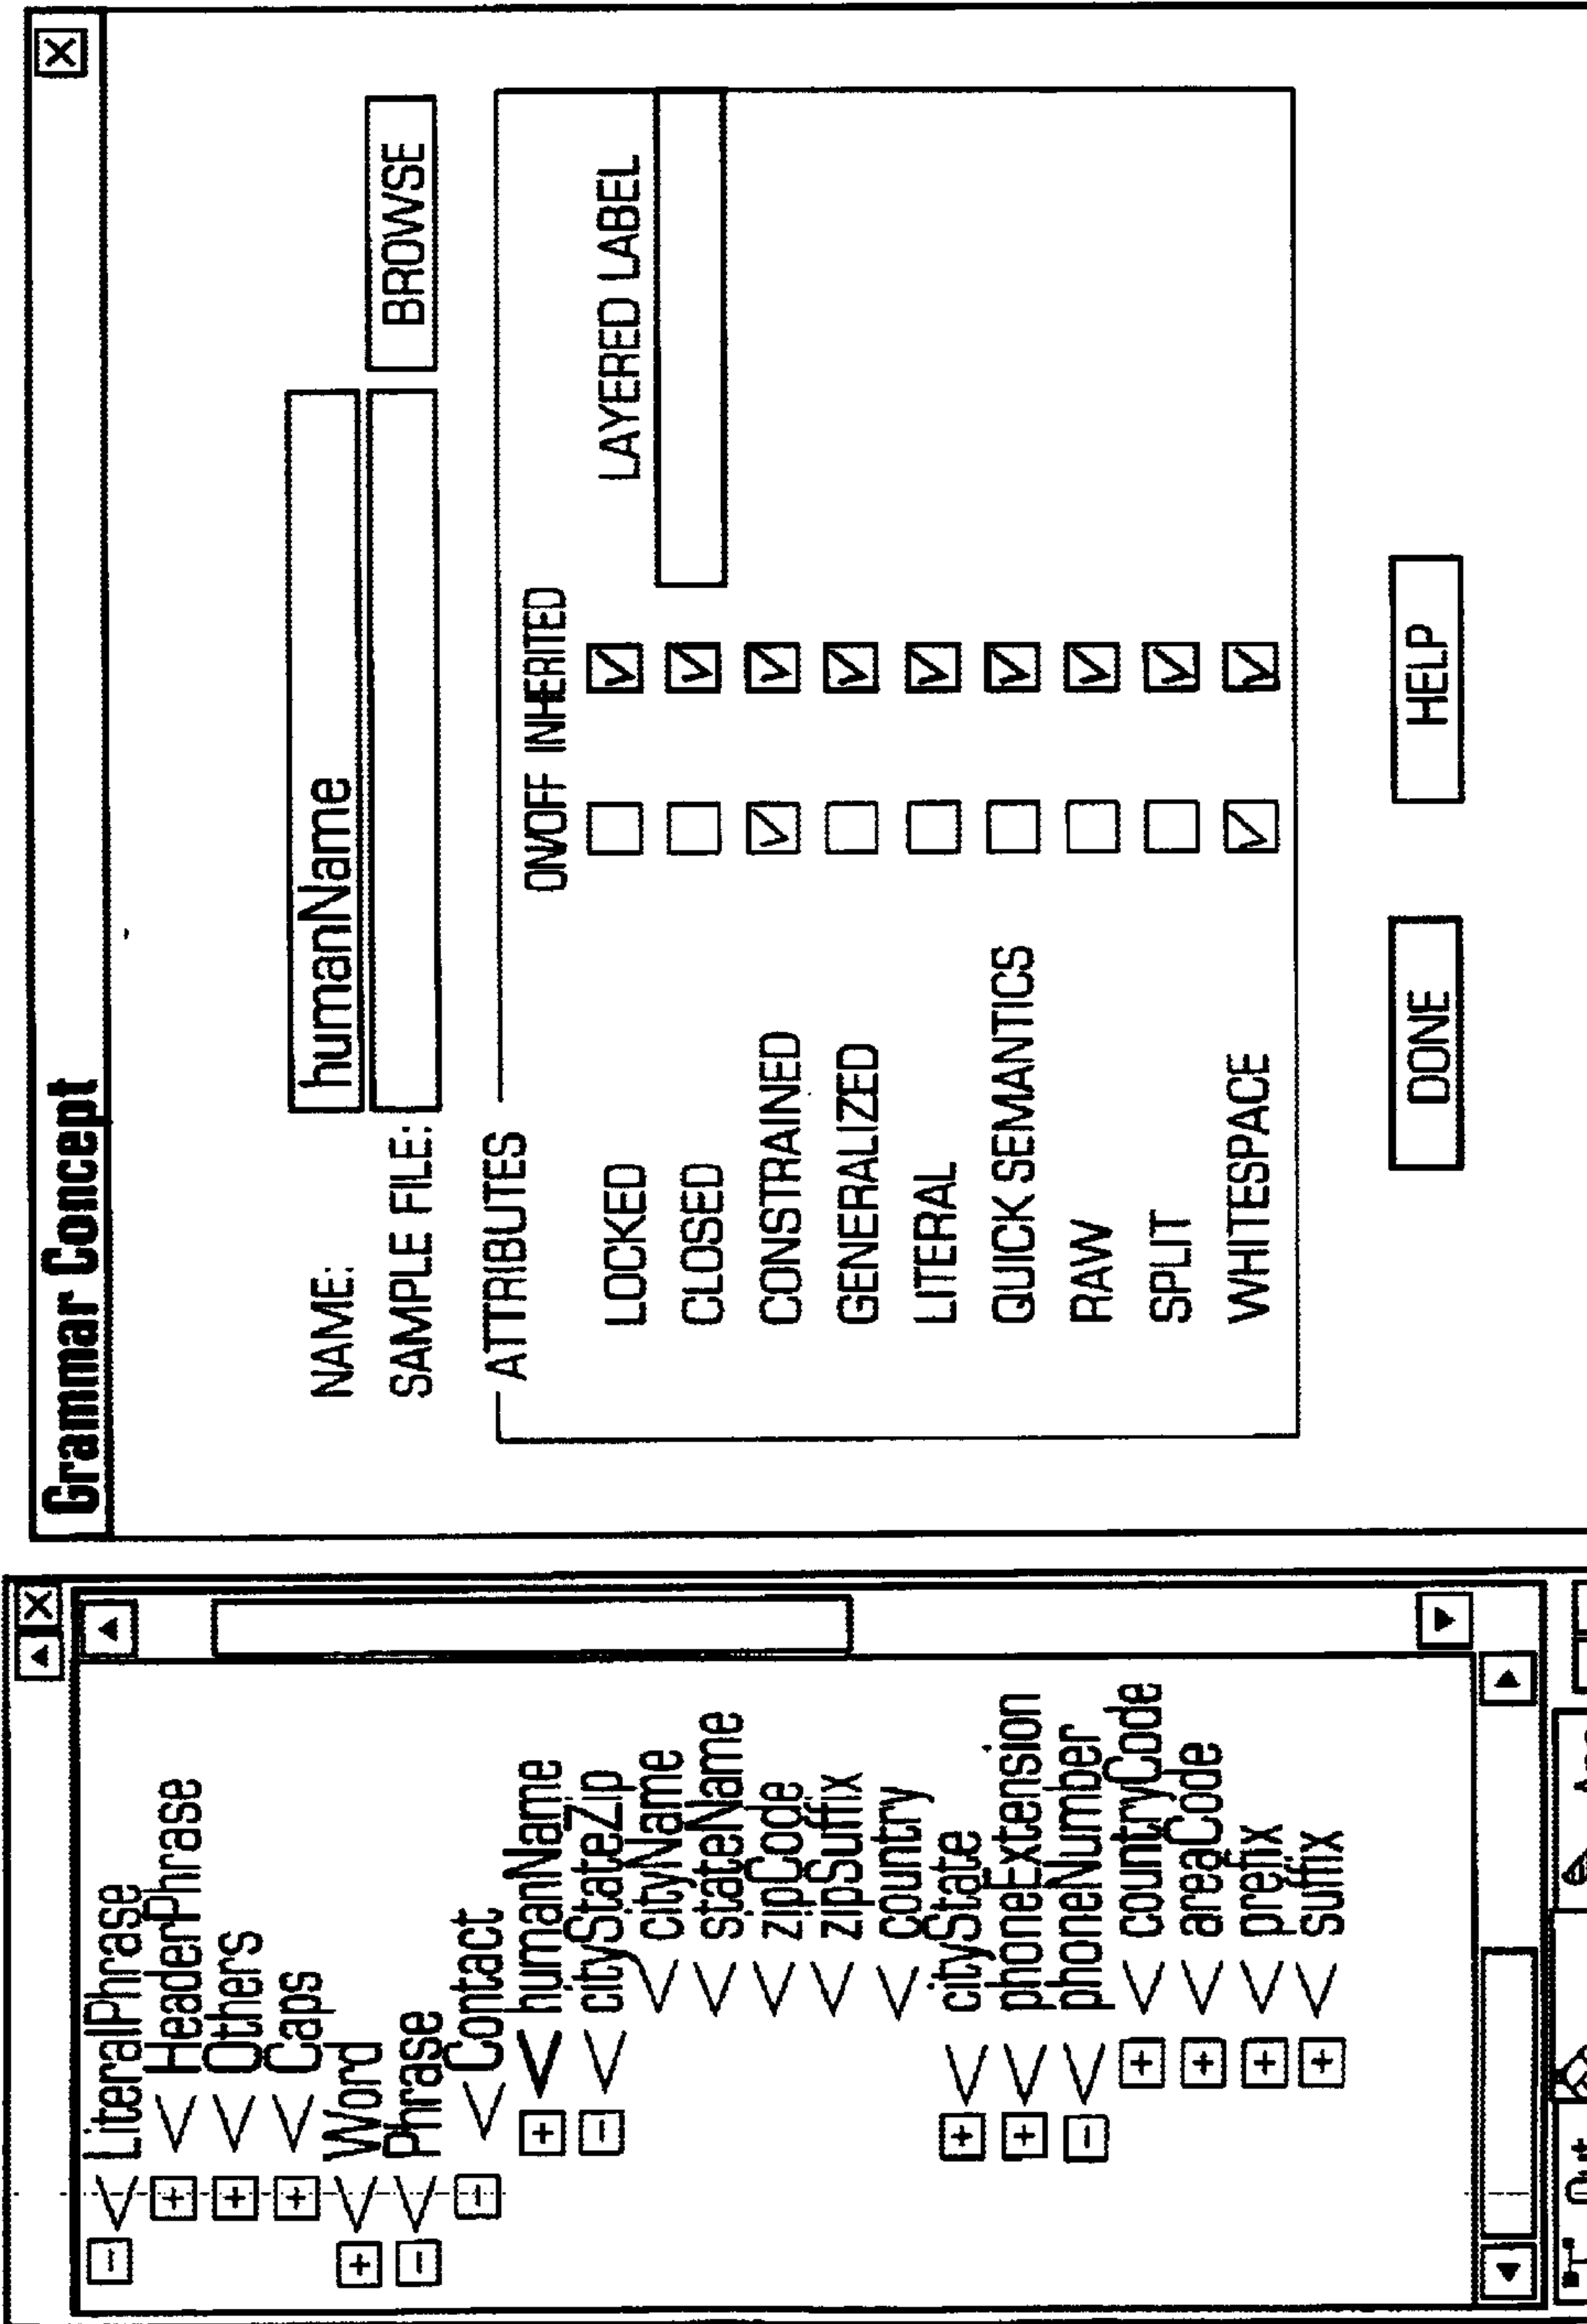 LiteralPhrase
HeaderPhrase
Others
Caps
Word
Phrase
Contact
humanName
cityStateZip
cityName
stateName
zipCode
zipSuffix
country
cityState
phoneExtension
phoneNumber
countryCode
areaCode
prefix
suffix
Grammar Concept
NAME: humanName
SAMPLE FILE: BROWSE
ATTRIBUTES
ON/OFF INHERITED
LOCKED LAYERED LABEL
CLOSED
CONSTRAINED
GENERALIZED
LITERAL
QUICK SEMANTICS
RAW
SPLIT
WHITESPACE
DONE HELP